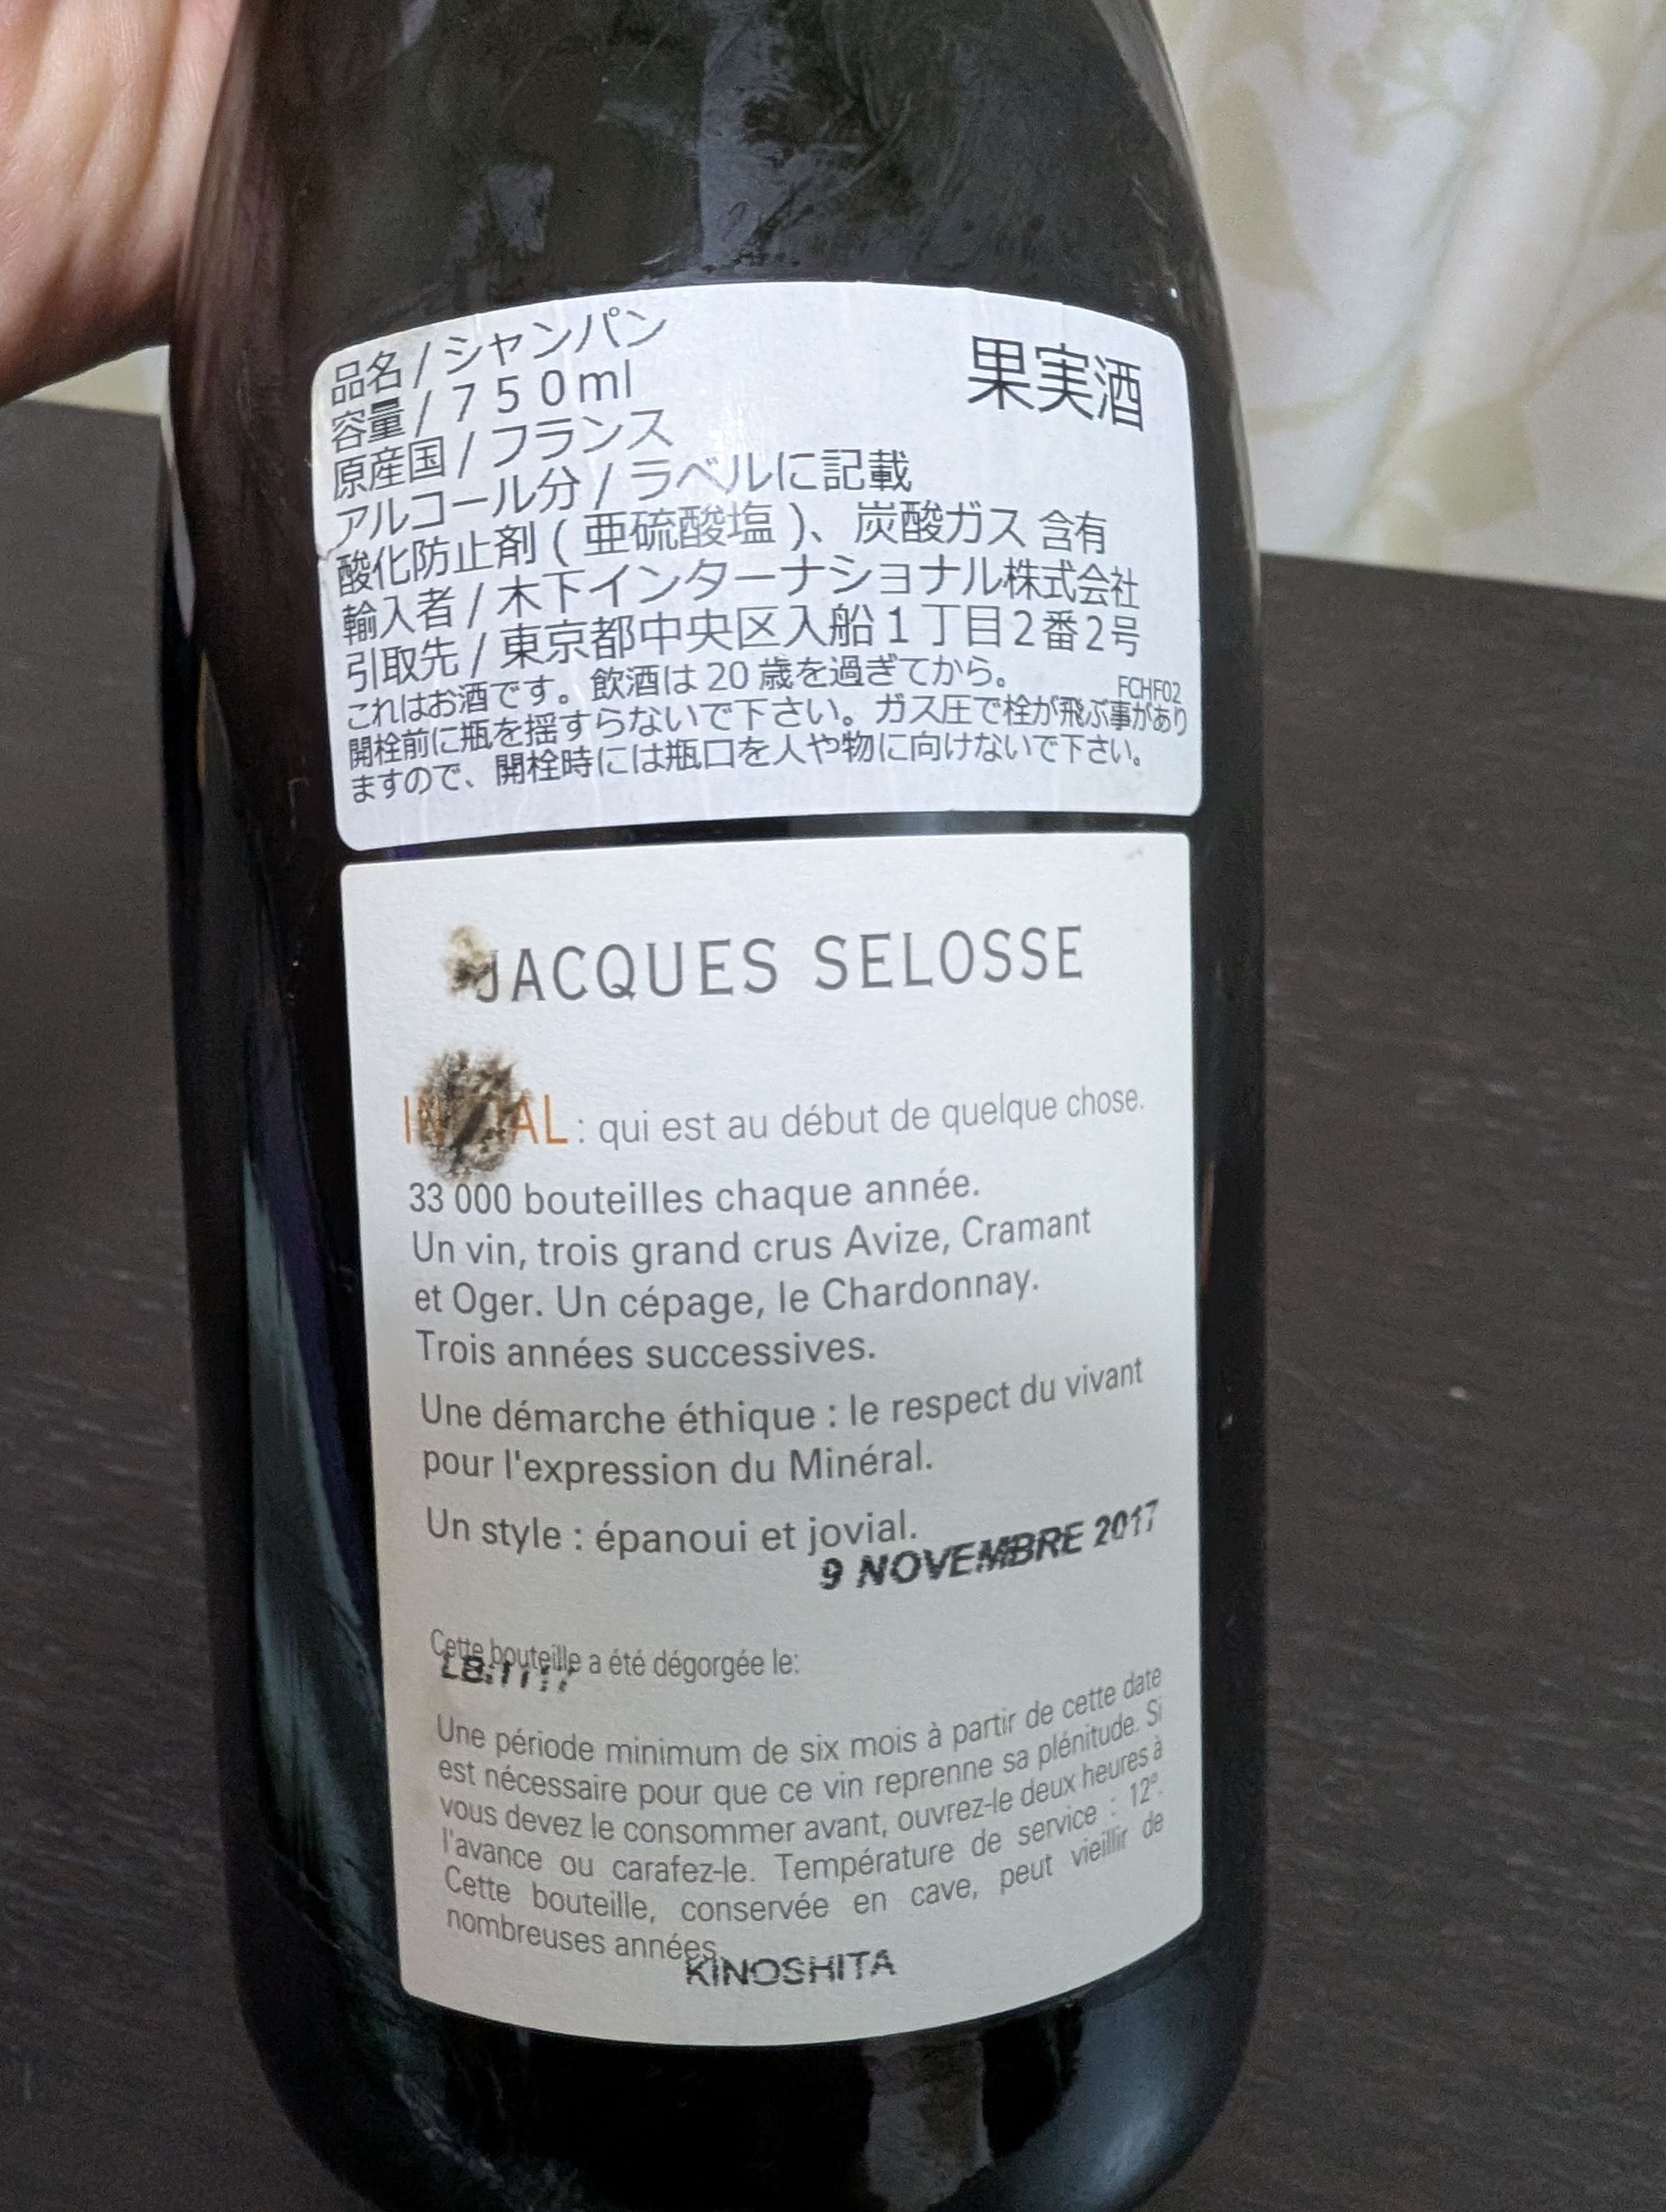 品名/シャンパン
果実酒
容量/750ml
原産国/フランス
アルコール分/ラベルに記載
酸化防止剤(亜硫酸塩)、炭酸ガス含有
輸入者/木下インターナショナル株式会社
引取先/東京都中央区入船1丁目2番2号
これはお酒です。飲酒は20歳を過ぎてから。
FCHF02
開栓前に瓶を揺すらないで下さい。ガス圧で栓が飛ぶ事があり
ますので、開栓時には瓶口を人や物に向けないで下さい。
JACQUES SELOSSE
: qui est au début de quelque chose.
33 000 bouteilles chaque année.
Un vin, trois grand crus Avize, Cramant
et Oger. Un cépage, le Chardonnay.
Trois années successives.
Une démarche éthique : le respect du vivant
pour l'expression du Minéral.
Un style : épanoui et jovial.
9 NOVEMBRE 2017
Cette bouteille a été dégorgée le:
Une période minimum de six mois à partir de cette date
est nécessaire pour que ce vin reprenne sa plénitude. Si
vous devez le consommer avant, ouvrez-le deux heures à
l'avance ou carafez-le. Température de service : 12°.
Cette bouteille, conservée en cave, peut vieillir de
nombreuses années.
KINOSHITA